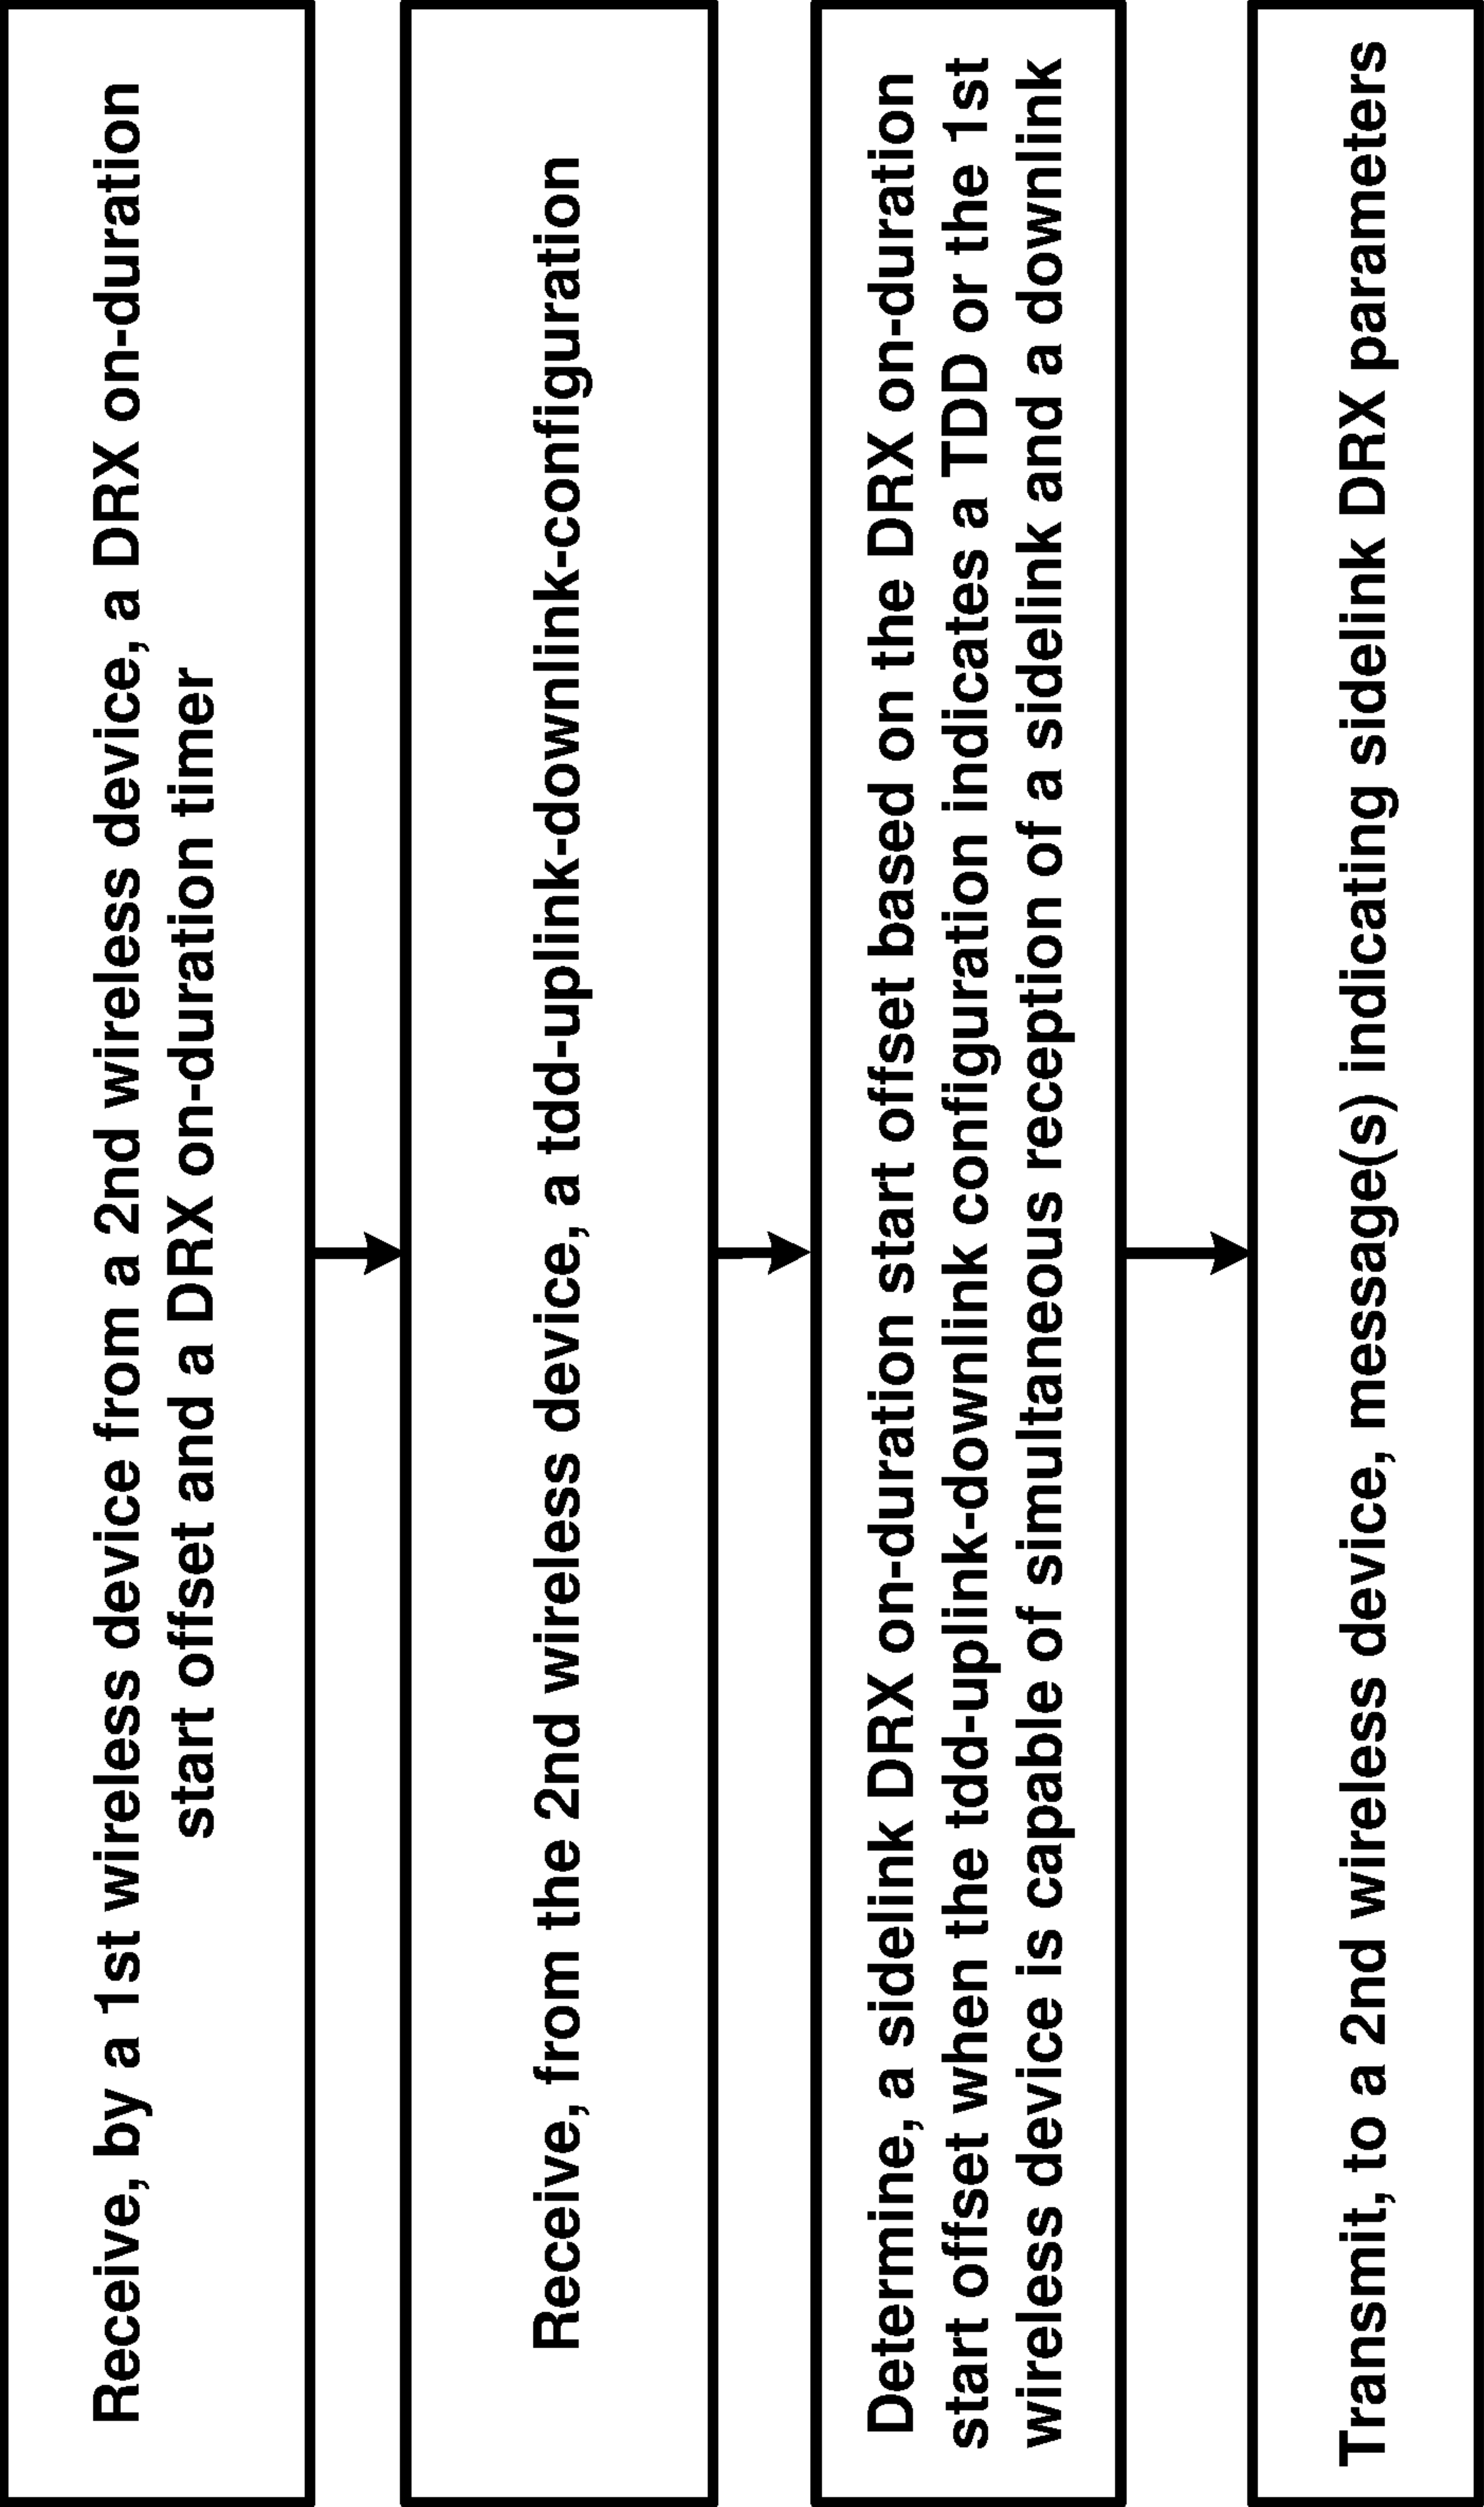 Receive, by a 1st wireless device from a 2nd wireless device, a DRX on-duration
start offset and a DRX on-duration timer
Receive, from the 2nd wireless device, a tdd-uplink-downlink-configuration
Determine, a sidelink DRX on-duration start offset based on the DRX on-duration
start offset when the tdd-uplink-downlink configuration indicates a TDD or the 1st
wireless device is capable of simultaneous reception of a sidelink and a downlink
Transmit, to a 2nd wireless device, message(s) indicating sidelink DRX parameters